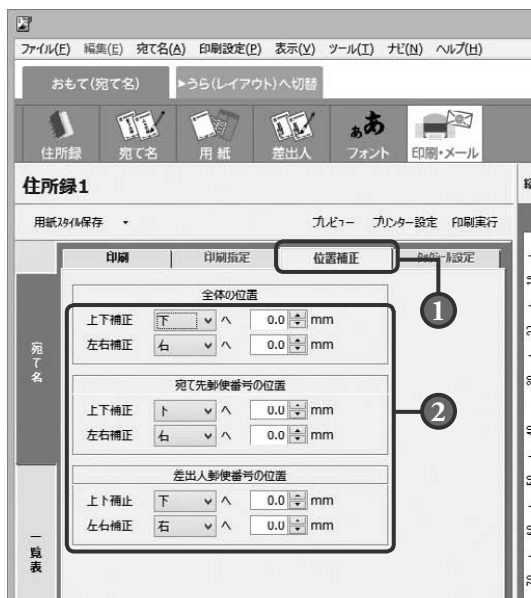 ファイル(F) 編集(E) 宛て名(A) 印刷設定(P) 表示(V) ツール(T) ナビ(N) ヘルプ(H)
おもて(宛て名) ▶うら(レイアウト)へ切替
住所録 宛て名 用紙 差出人 フォント 印刷・メール
住所録1
用紙スタイル保存 プレビュー プリンター設定 印刷実行
印刷 印刷指定 位置補正
1
全体の位置
上下補正 下 へ 0.0 mm
左右補正 右 へ 0.0 mm
宛て名
宛て先郵便番号の位置
上下補正 下 へ 0.0 mm
2
左右補正 右 へ 0.0 mm
差出人郵便番号の位置
上下補正 下 へ 0.0 mm
左右補正 右 へ 0.0 mm
一覧表